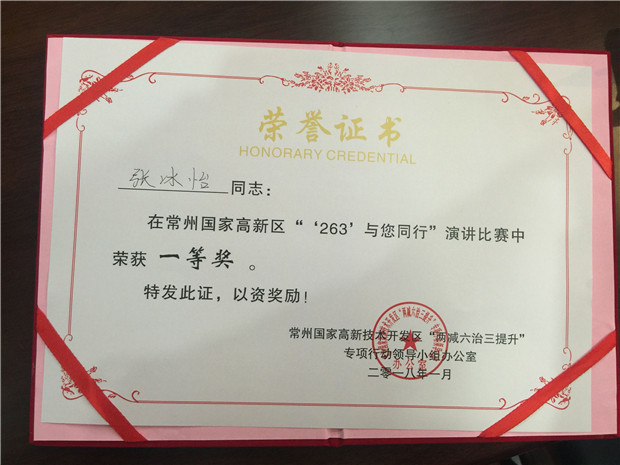 荣誉证书
HONORARY CREDENTIAL
张冰怡同志：
在常州国家高新区“‘263’与您同行”演讲比赛中
荣获 一等奖 。
特发此证，以资奖励！
常州国家高新技术开发区“两减六治三提升”
专项行动领导小组办公室
二〇一八年一月
办公室